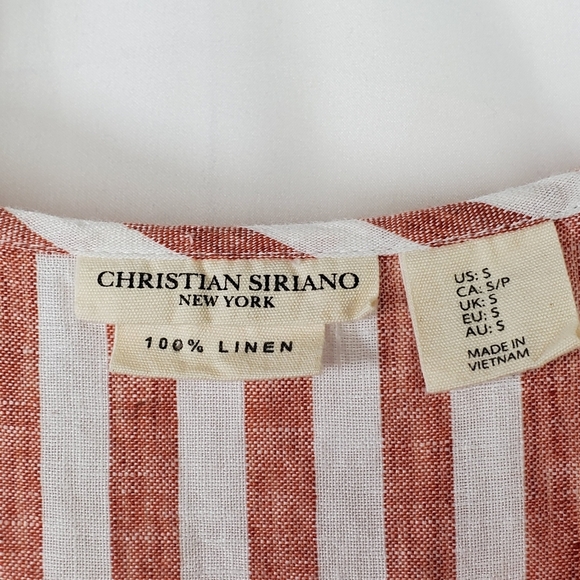 CHRISTIAN SIRIANO
NEW YORK
100% LINEN
US: S
CA: S/P
UK: S
EU: S
AU: S
MADE IN
VIETNAM